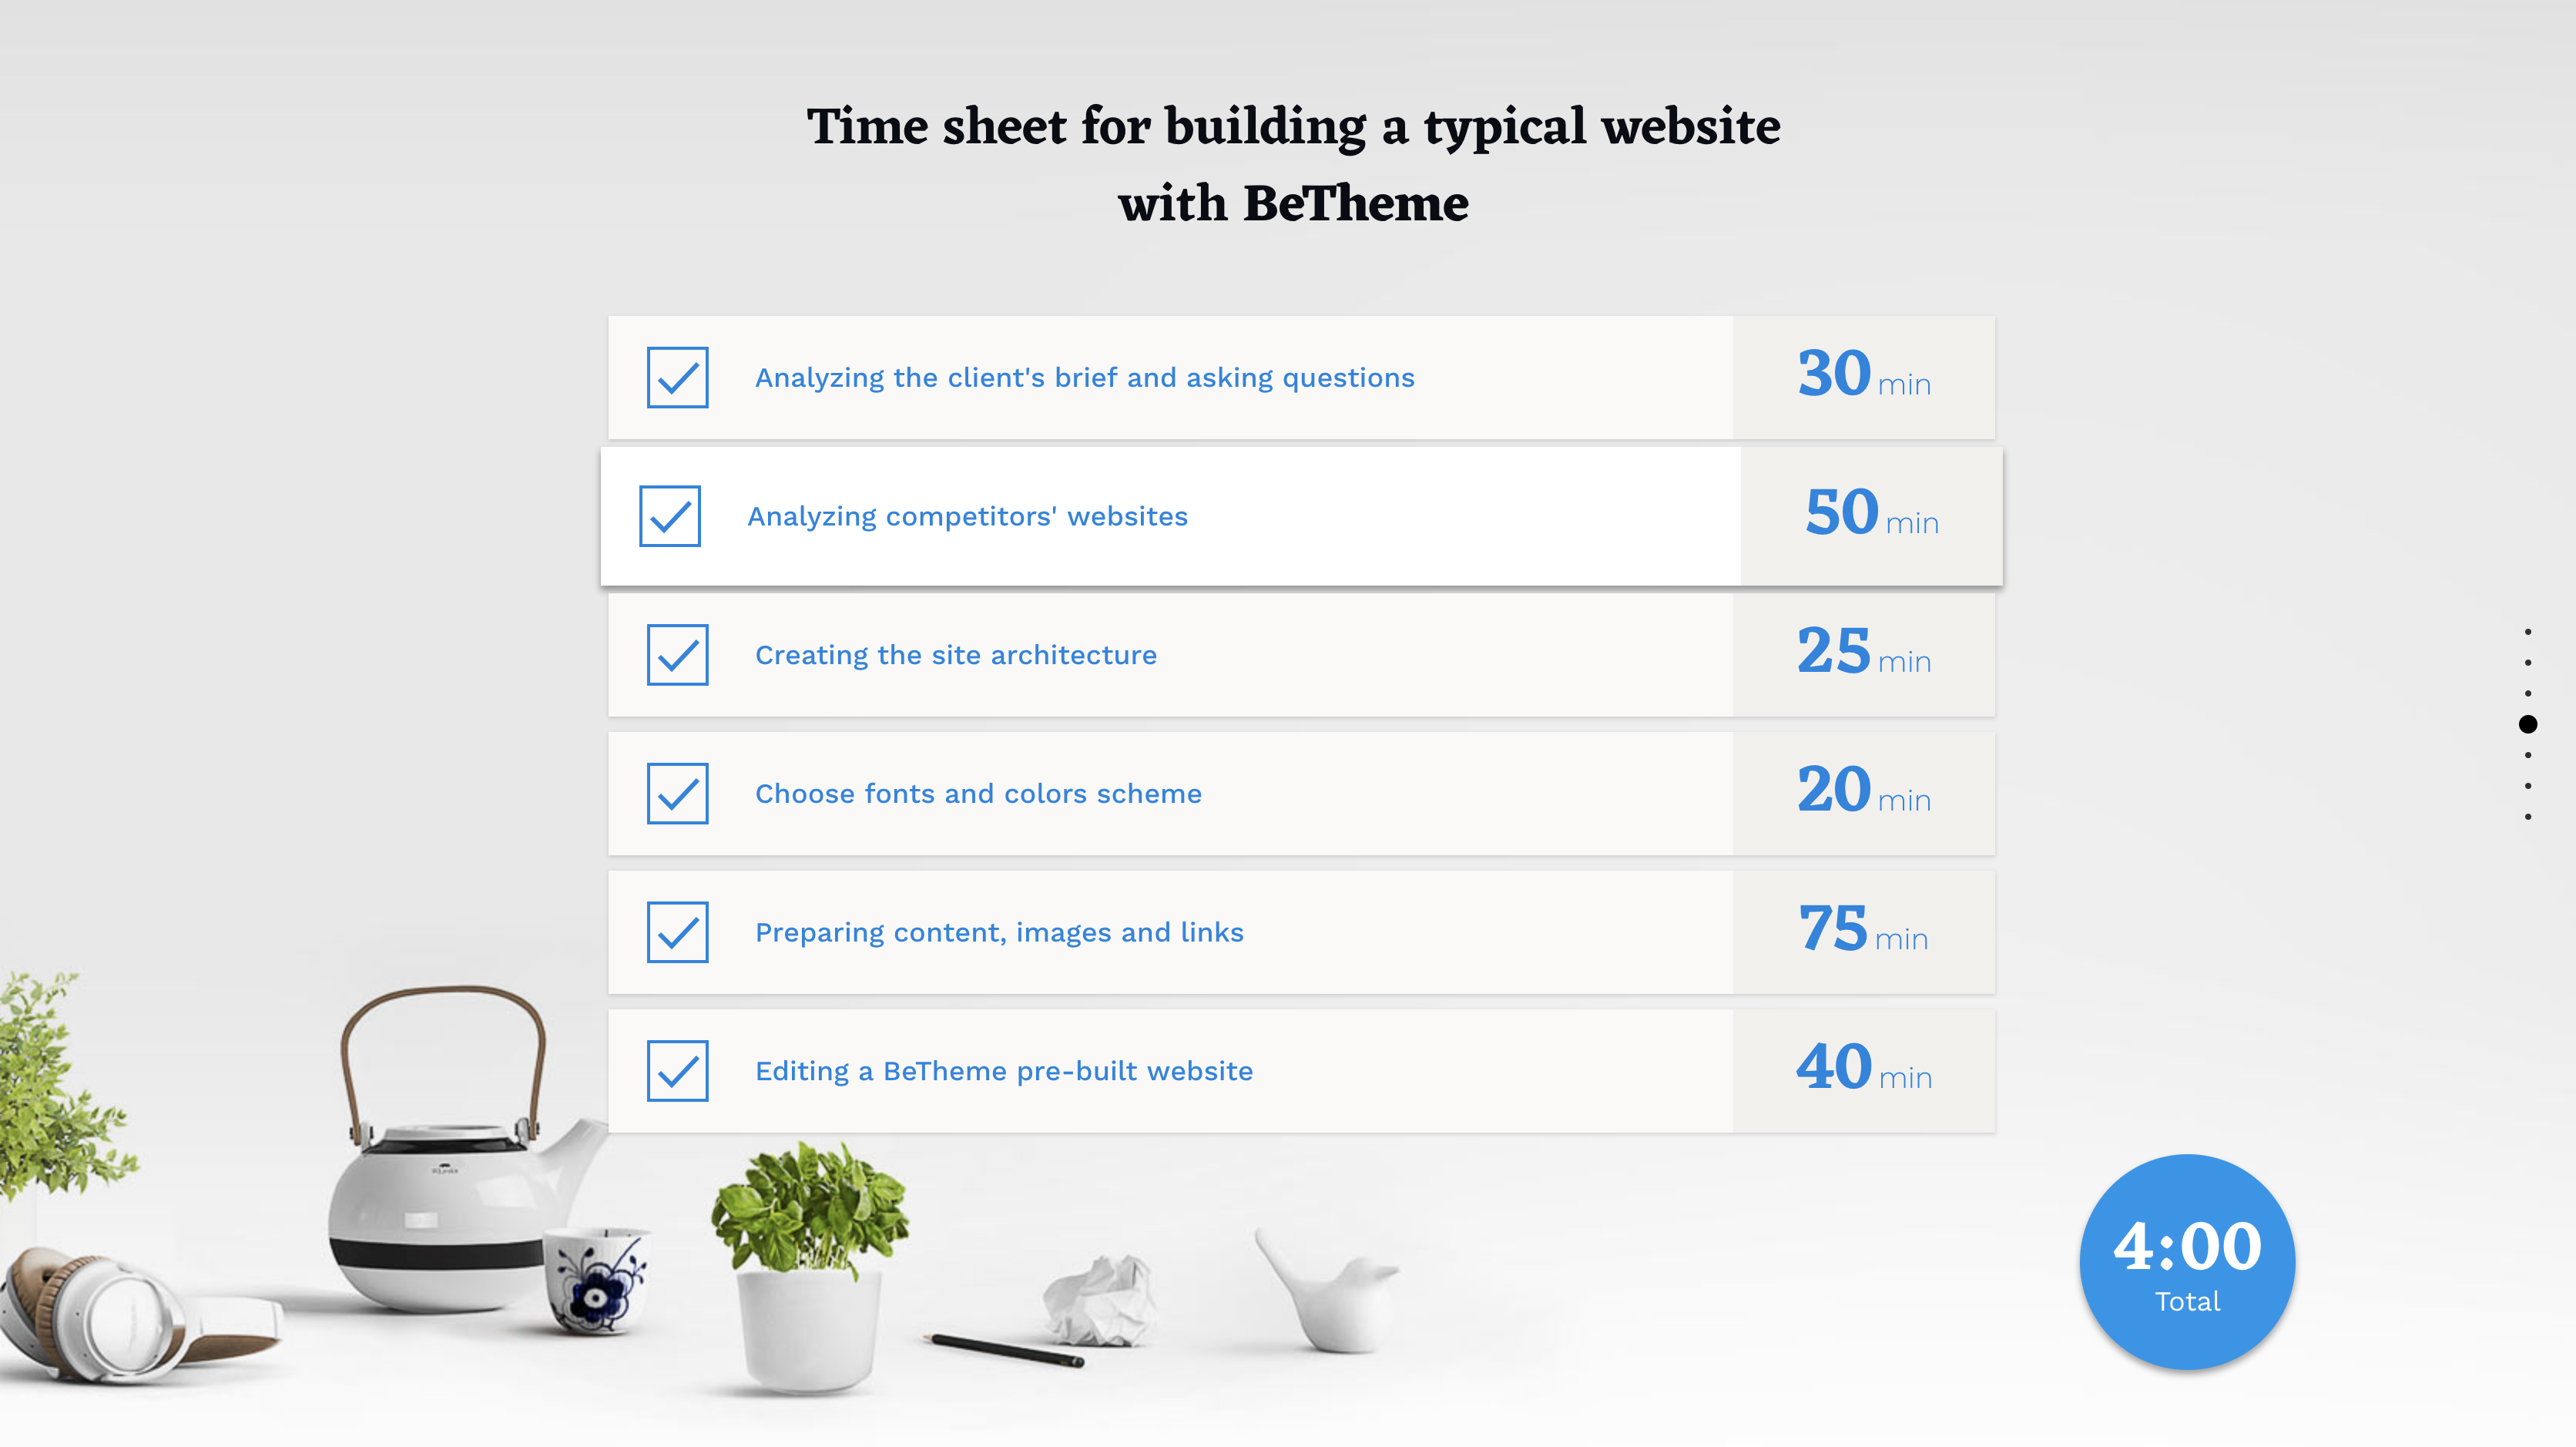 Time sheet for building a typical website
with BeTheme
Analyzing the client's brief and asking questions
30 min
Analyzing competitors' websites
50 min
Creating the site architecture
25 min
Choose fonts and colors scheme
20 min
Preparing content, images and links
75 min
Editing a BeTheme pre-built website
40 min
4:00
Total